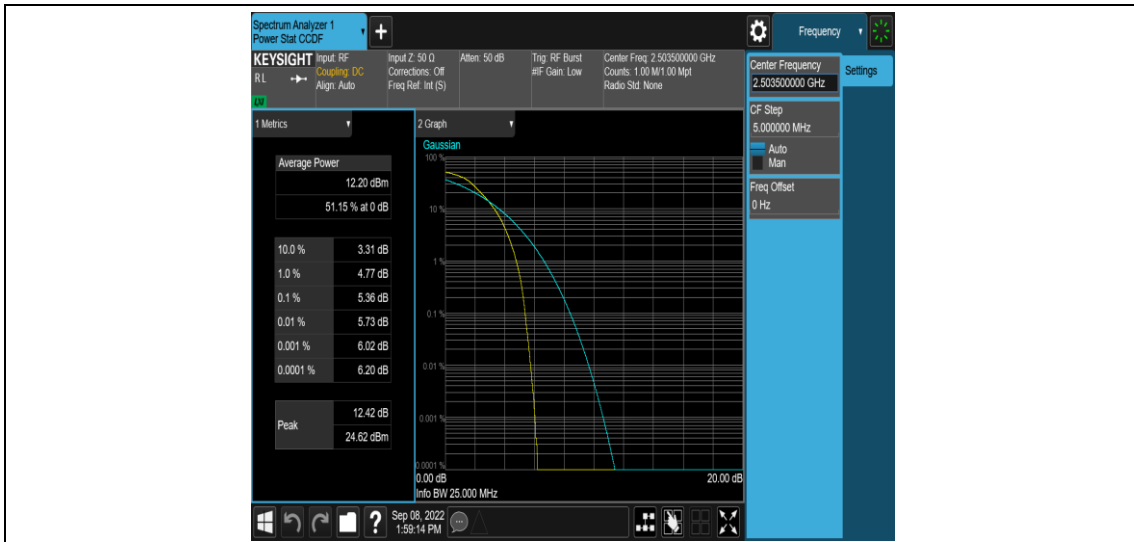 Spectrum Analyzer 1
Power Stat CCDF
+
Frequency
KEYSIGHT
RL
LM
Input: RF
Coupling: DC
Align: Auto
Input Z: 50 Ω
Corrections: Off
Freq Ref: Int (S)
Atten: 50 dB
Trig: RF Burst
#IF Gain: Low
Center Freq: 2.503500000 GHz
Counts: 1.00 M/1.00 Mpt
Radio Std: None
Center Frequency
2.503500000 GHz
Settings
CF Step
5.000000 MHz
Auto
Man
Freq Offset
0 Hz
1 Metrics
Average Power
12.20 dBm
51.15 % at 0 dB
10.0 % 3.31 dB
1.0 % 4.77 dB
0.1 % 5.36 dB
0.01 % 5.73 dB
0.001 % 6.02 dB
0.0001 % 6.20 dB
Peak
12.42 dB
24.62 dBm
2 Graph
Gaussian
100 %
10 %
1 %
0.1 %
0.01 %
0.001 %
0.0001 %
0.00 dB 20.00 dB
Info BW 25.000 MHz
?
Sep 08, 2022
1:59:14 PM